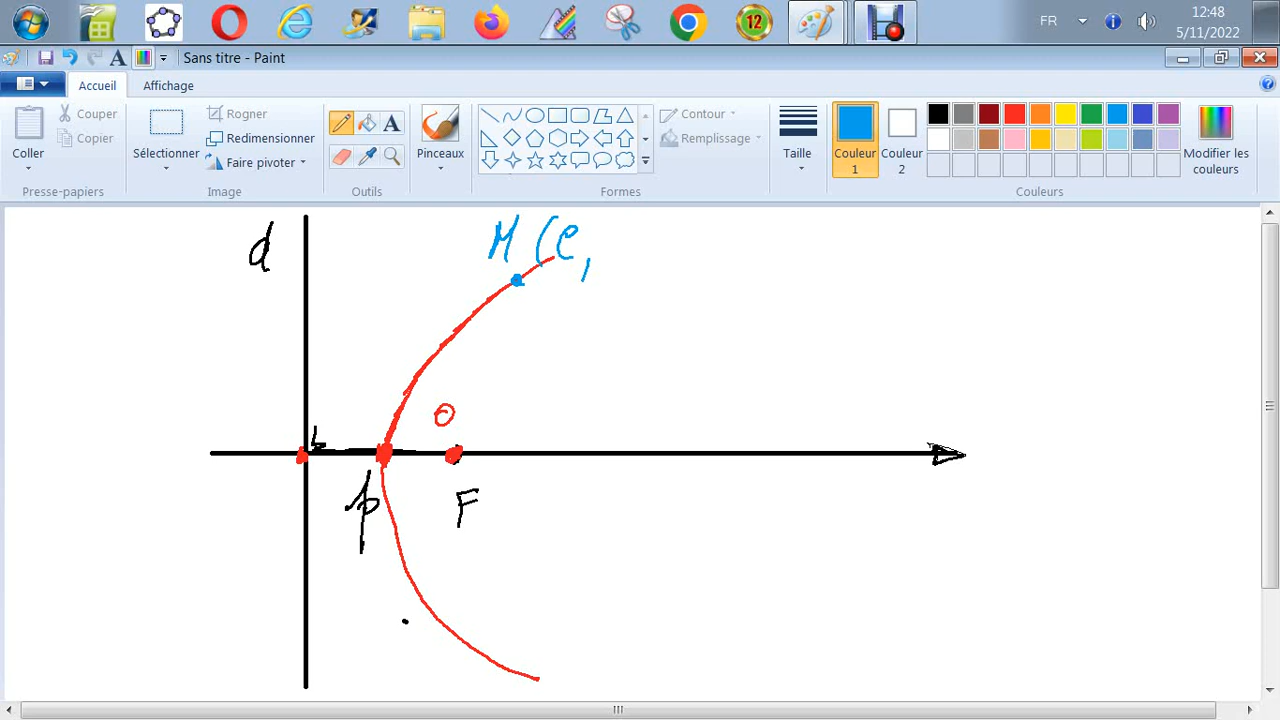 12
FR
12:48
5/11/2022
Sans titre - Paint
Accueil
Affichage
Coller
Couper
Copier
Presse-papiers
Sélectionner
Rogner
Redimensionner
Faire pivoter
Image
Outils
Pinceaux
Contour
Remplissage
Formes
Taille
Couleur 1
Couleur 2
Modifier les couleurs
Couleurs
d
M (e,
O
p
F